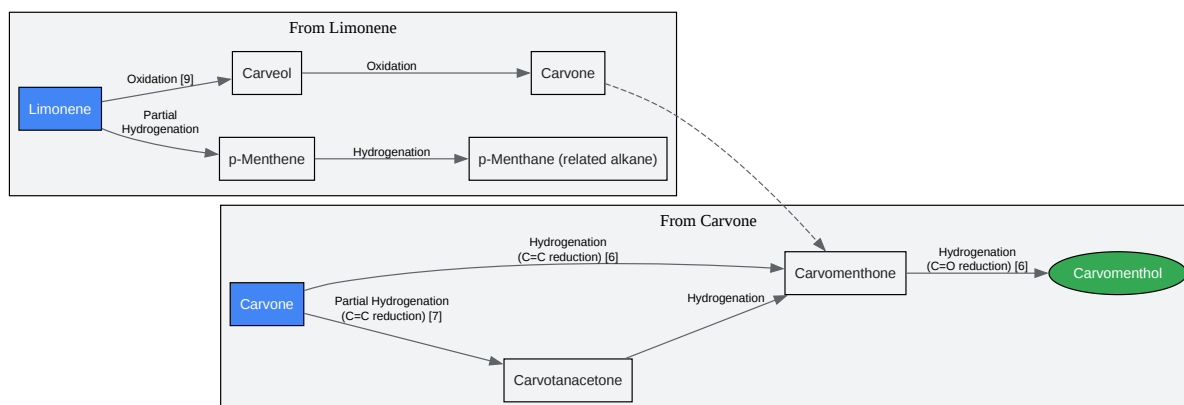 From Limonene
Limonene
Oxidation [9]
Carveol
Oxidation
Carvone
Partial
Hydrogenation
p-Menthene
Hydrogenation
p-Menthane (related alkane)
From Carvone
Carvone
Hydrogenation
(C=C reduction) [6]
Partial Hydrogenation
(C=C reduction) [7]
Carvotanacetone
Hydrogenation
Carvomenthone
Hydrogenation
(C=O reduction) [6]
Carvomenthol